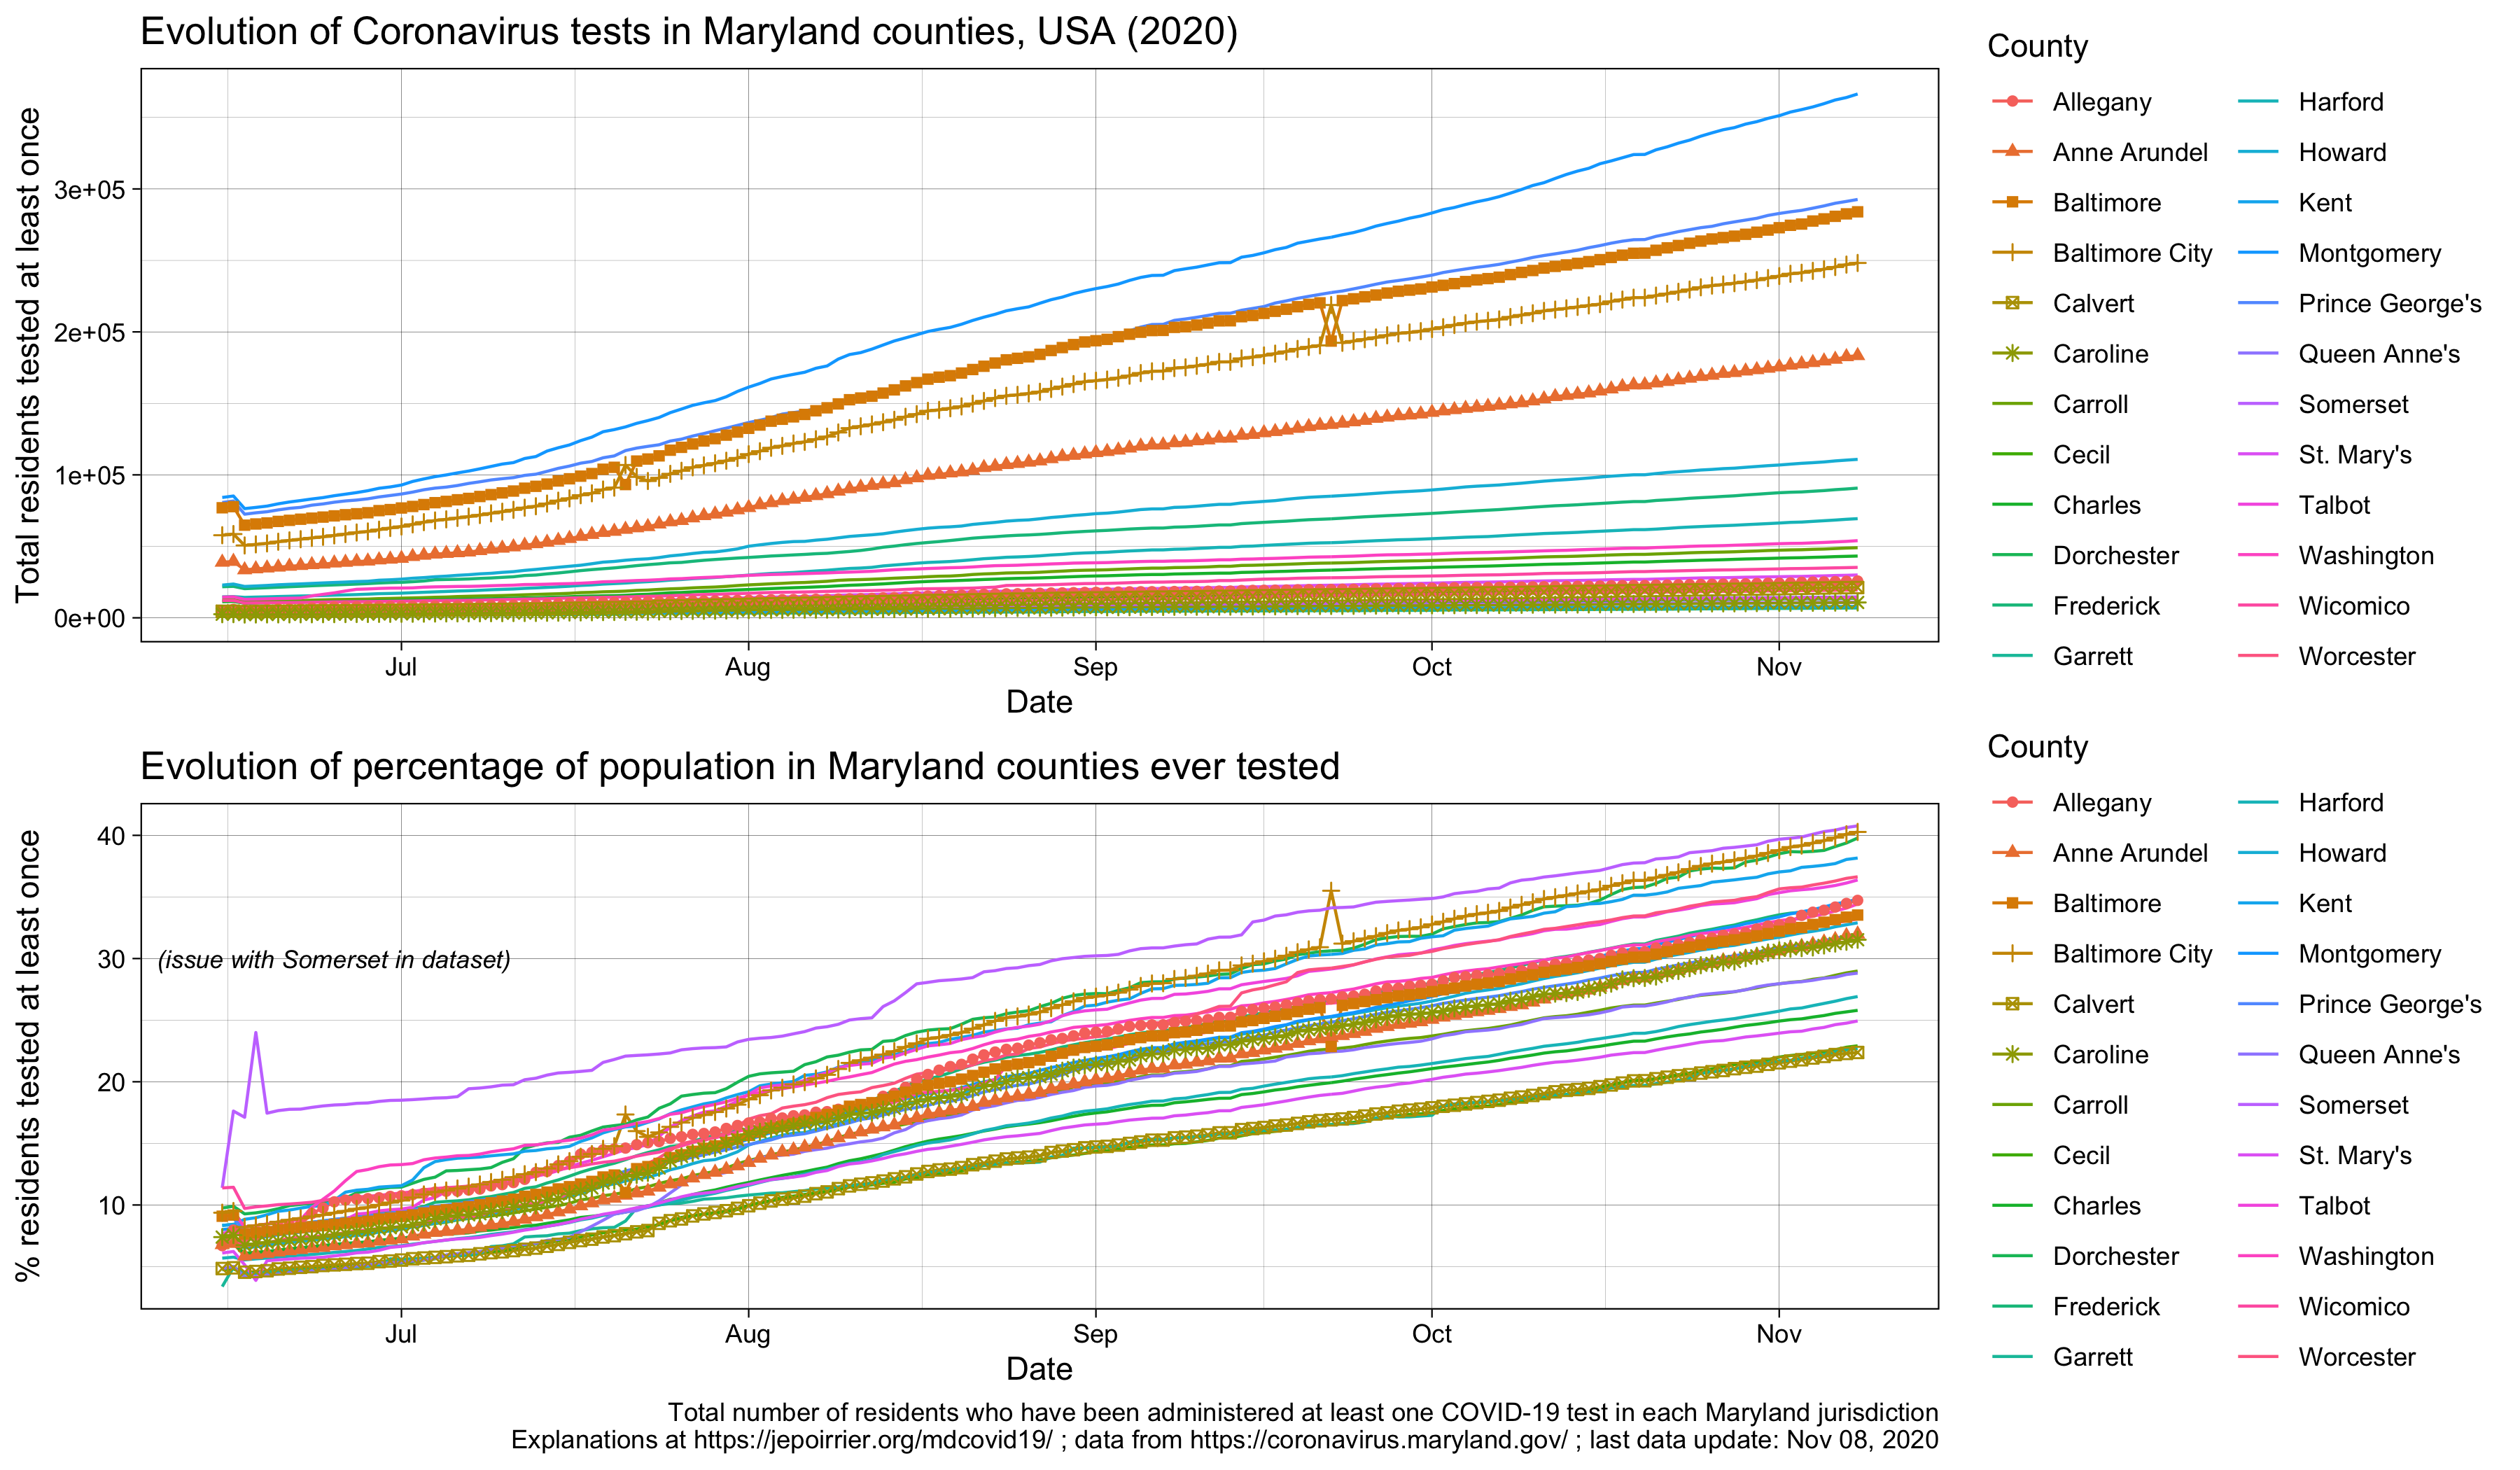 Evolution of Coronavirus tests in Maryland counties, USA (2020)
Total residents tested at least once
3e+05
2e+05
1e+05
0e+00
Jul
Aug
Sep
Oct
Nov
Date
County
Allegany
Anne Arundel
Baltimore
Baltimore City
Calvert
Caroline
Carroll
Cecil
Charles
Dorchester
Frederick
Garrett
Harford
Howard
Kent
Montgomery
Prince George's
Queen Anne's
Somerset
St. Mary's
Talbot
Washington
Wicomico
Worcester
Evolution of percentage of population in Maryland counties ever tested
% residents tested at least once
40
30
20
10
(issue with Somerset in dataset)
Jul
Aug
Sep
Oct
Nov
Date
County
Allegany
Anne Arundel
Baltimore
Baltimore City
Calvert
Caroline
Carroll
Cecil
Charles
Dorchester
Frederick
Garrett
Harford
Howard
Kent
Montgomery
Prince George's
Queen Anne's
Somerset
St. Mary's
Talbot
Washington
Wicomico
Worcester
Total number of residents who have been administered at least one COVID-19 test in each Maryland jurisdiction
Explanations at https://jepoirrier.org/mdcovid19/ ; data from https://coronavirus.maryland.gov/ ; last data update: Nov 08, 2020